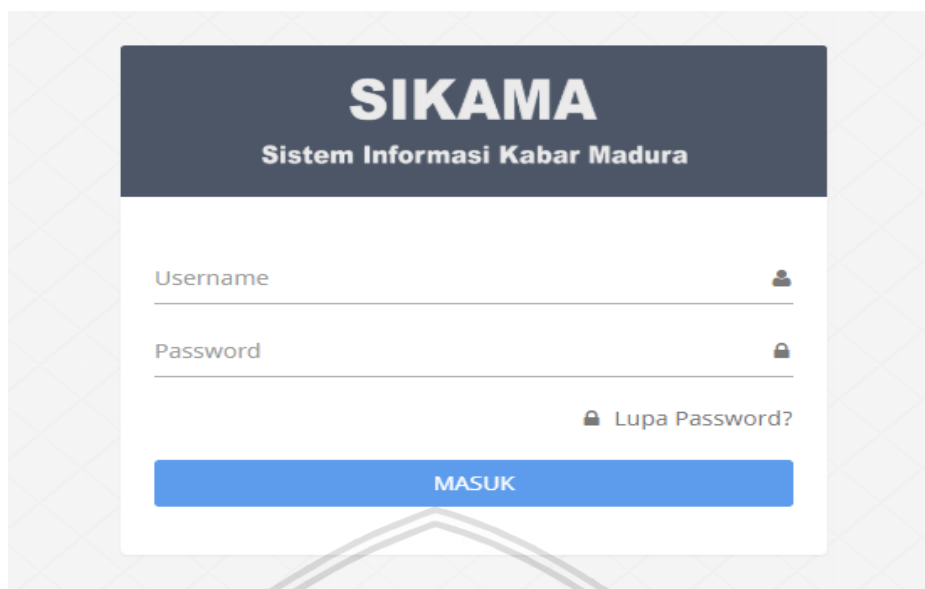 SIKAMA
Sistem Informasi Kabar Madura
Username
Password
Lupa Password?
MASUK